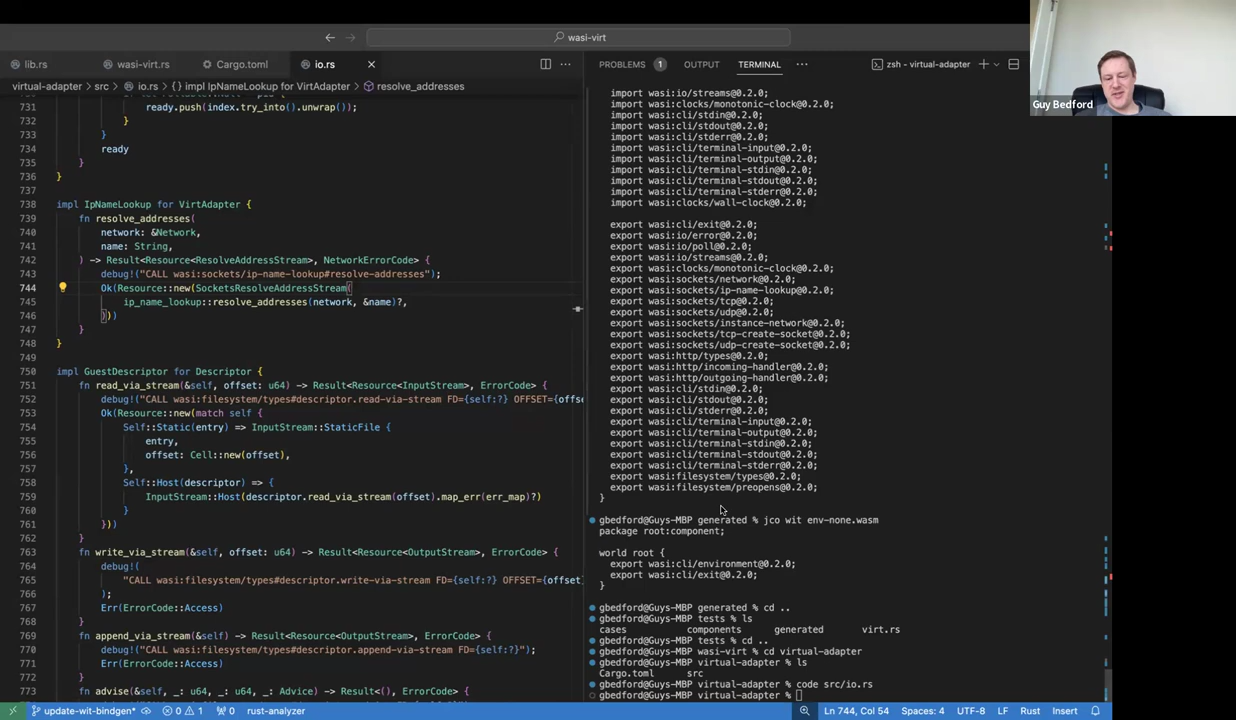 wasi-virt
lib.rs
wasi-virt.rs
Cargo.toml
io.rs
PROBLEMS 1 OUTPUT TERMINAL
zsh - virtual-adapter
Guy Bedford
virtual-adapter > src > io.rs > {} impl IpNameLookup for VirtAdapter > resolve_addresses
731 ready.push(index.try_into().unwrap());
732 }
733 }
734 ready
735 }
736 }
737
738 impl IpNameLookup for VirtAdapter {
739 fn resolve_addresses(
740 network: &Network,
741 name: String,
742 ) -> Result<Resource<ResolveAddressStream>, NetworkErrorCode> {
743 debug!("CALL wasi:sockets/ip-name-lookup#resolve-addresses");
744 Ok(Resource::new(SocketsResolveAddressStream(
745 ip_name_lookup::resolve_addresses(network, &name)?,
746 )))
747 }
748 }
749
750 impl GuestDescriptor for Descriptor {
751 fn read_via_stream(&self, offset: u64) -> Result<Resource<InputStream>, ErrorCode> {
752 debug!("CALL wasi:filesystem/types#descriptor.read-via-stream FD={self:?} OFFSET={offse
753 Ok(Resource::new(match self {
754 Self::Static(entry) => InputStream::StaticFile {
755 entry,
756 offset: Cell::new(offset),
757 },
758 Self::Host(descriptor) => {
759 InputStream::Host(descriptor.read_via_stream(offset).map_err(err_map)?)
760 }
761 }))
762 }
763 fn write_via_stream(&self, offset: u64) -> Result<Resource<OutputStream>, ErrorCode> {
764 debug!(
765 "CALL wasi:filesystem/types#descriptor.write-via-stream FD={self:?} OFFSET={offset
766 );
767 Err(ErrorCode::Access)
768 }
769 fn append_via_stream(&self) -> Result<Resource<OutputStream>, ErrorCode> {
770 debug!("CALL wasi:filesystem/types#descriptor.append-via-stream FD={self:?}");
771 Err(ErrorCode::Access)
772 }
773 fn advise(&self, _: u64, _: u64, _: Advice) -> Result<(), ErrorCode> {
import wasi:io/streams@0.2.0;
import wasi:clocks/monotonic-clock@0.2.0;
import wasi:cli/stdin@0.2.0;
import wasi:cli/stdout@0.2.0;
import wasi:cli/stderr@0.2.0;
import wasi:cli/terminal-input@0.2.0;
import wasi:cli/terminal-output@0.2.0;
import wasi:cli/terminal-stdin@0.2.0;
import wasi:cli/terminal-stdout@0.2.0;
import wasi:cli/terminal-stderr@0.2.0;
import wasi:clocks/wall-clock@0.2.0;
export wasi:cli/exit@0.2.0;
export wasi:io/error@0.2.0;
export wasi:io/poll@0.2.0;
export wasi:io/streams@0.2.0;
export wasi:clocks/monotonic-clock@0.2.0;
export wasi:sockets/network@0.2.0;
export wasi:sockets/ip-name-lookup@0.2.0;
export wasi:sockets/tcp@0.2.0;
export wasi:sockets/udp@0.2.0;
export wasi:sockets/instance-network@0.2.0;
export wasi:sockets/tcp-create-socket@0.2.0;
export wasi:sockets/udp-create-socket@0.2.0;
export wasi:http/types@0.2.0;
export wasi:http/incoming-handler@0.2.0;
export wasi:http/outgoing-handler@0.2.0;
export wasi:cli/stdin@0.2.0;
export wasi:cli/stdout@0.2.0;
export wasi:cli/stderr@0.2.0;
export wasi:cli/terminal-input@0.2.0;
export wasi:cli/terminal-output@0.2.0;
export wasi:cli/terminal-stdin@0.2.0;
export wasi:cli/terminal-stdout@0.2.0;
export wasi:cli/terminal-stderr@0.2.0;
export wasi:filesystem/types@0.2.0;
export wasi:filesystem/preopens@0.2.0;
}
gbedford@Guys-MBP generated % jco wit env-none.wasm
package root:component;
world root {
export wasi:cli/environment@0.2.0;
export wasi:cli/exit@0.2.0;
}
gbedford@Guys-MBP generated % cd ..
gbedford@Guys-MBP tests % ls
cases components generated virt.rs
gbedford@Guys-MBP tests % cd ..
gbedford@Guys-MBP wasi-virt % cd virtual-adapter
gbedford@Guys-MBP virtual-adapter % ls
Cargo.toml src
gbedford@Guys-MBP virtual-adapter % code src/io.rs
gbedford@Guys-MBP virtual-adapter %
update-wit-bindgen* 0 1 0 rust-analyzer
Ln 744, Col 54 Spaces: 4 UTF-8 LF Rust Insert